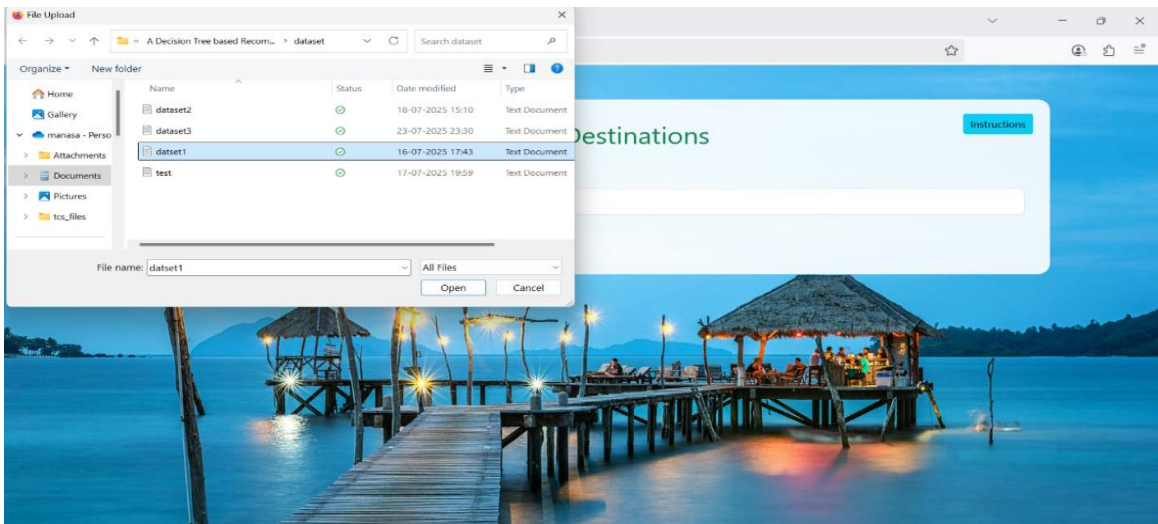 File Upload
A Decision Tree based Recom... > dataset
Search dataset
Organize
New folder
Name Status Date modified Type
Home
Gallery
manasa - Perso
Attachments
Documents
Pictures
tcs_files
dataset2 18-07-2025 15:10 Text Document
dataset3 23-07-2025 23:30 Text Document
datset1 16-07-2025 17:43 Text Document
test 17-07-2025 19:59 Text Document
File name: datset1
All Files
Open Cancel
Destinations
Instructions